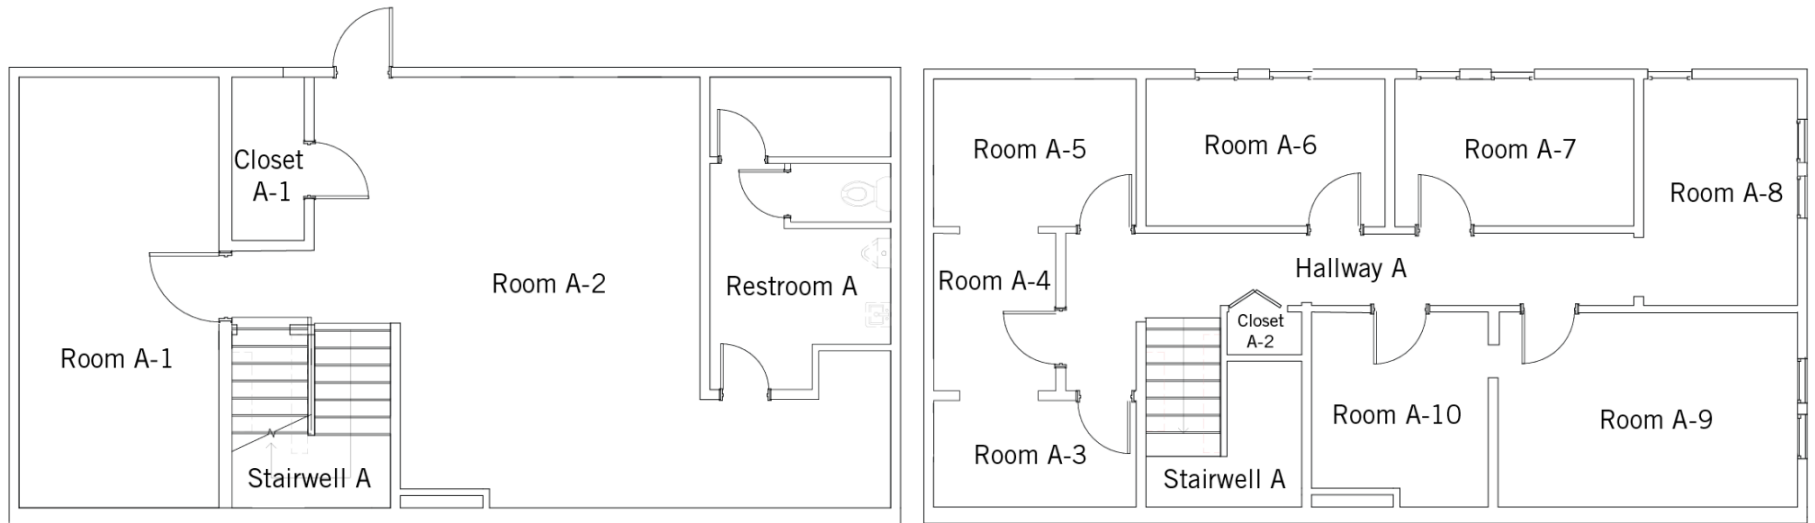 Closet
A-1
Room A-2
Restroom A
Room A-1
Stairwell A
Room A-5
Room A-6
Room A-7
Room A-8
Room A-4
Hallway A
Closet
A-2
Room A-10
Room A-9
Room A-3
Stairwell A